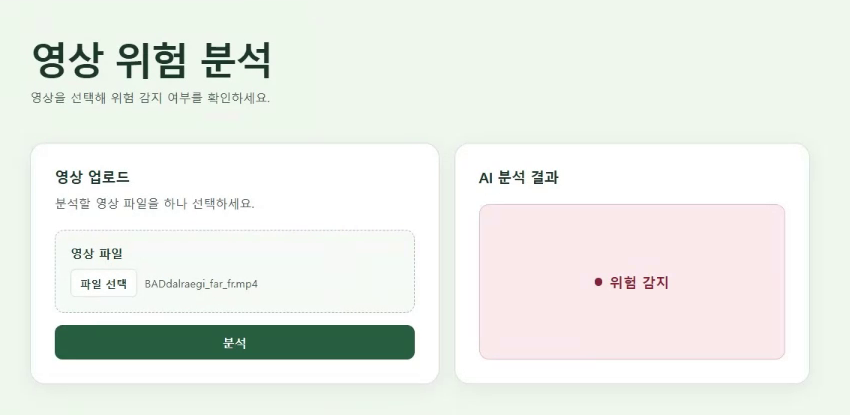 영상 위험 분석
영상을 선택해 위험 감지 여부를 확인하세요.
영상 업로드
분석할 영상 파일을 하나 선택하세요.
영상 파일
파일 선택 BADdalraegi_far_fr.mp4
분석
AI 분석 결과
위험 감지